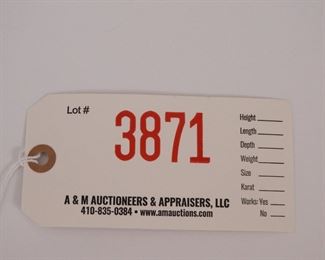 Lot #
3871
Height
Length
Depth
Weight
Size
Karat
Works: Yes
No
A & M AUCTIONEERS & APPRAISERS, LLC
410-835-0384 • www.amauctions.com